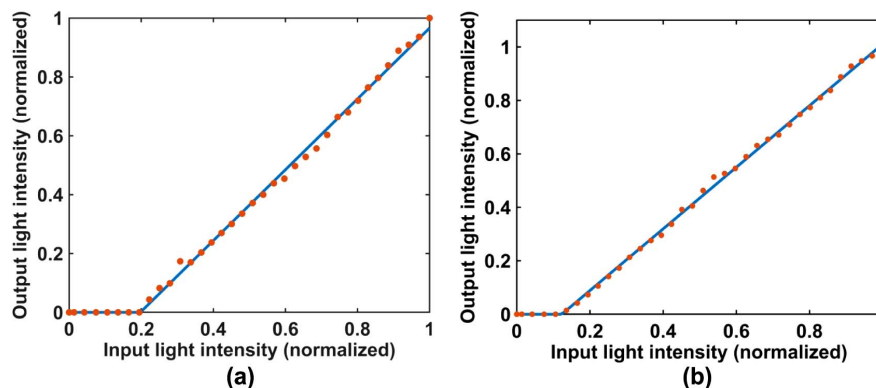 1
0.8
0.6
0.4
0.2
0
0 0.2 0.4 0.6 0.8 1
Output light intensity (normalized)
Input light intensity (normalized)
(a)
1
0.8
0.6
0.4
0.2
0
0 0.2 0.4 0.6 0.8
Output light intensity (normalized)
Input light intensity (normalized)
(b)